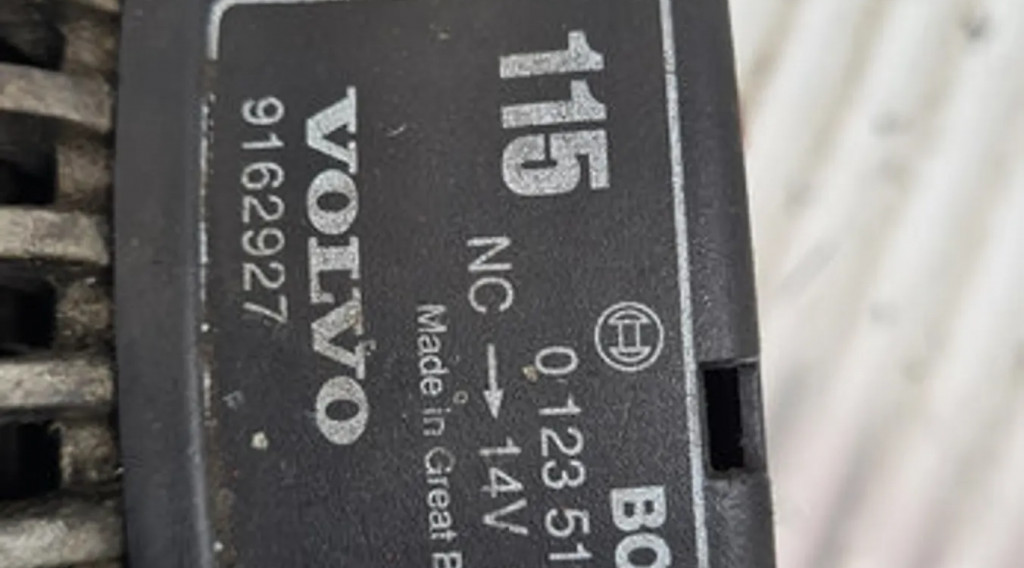 BO
0 123 51
NC → 14V
Made in Great B
115
VOLVO
9162927